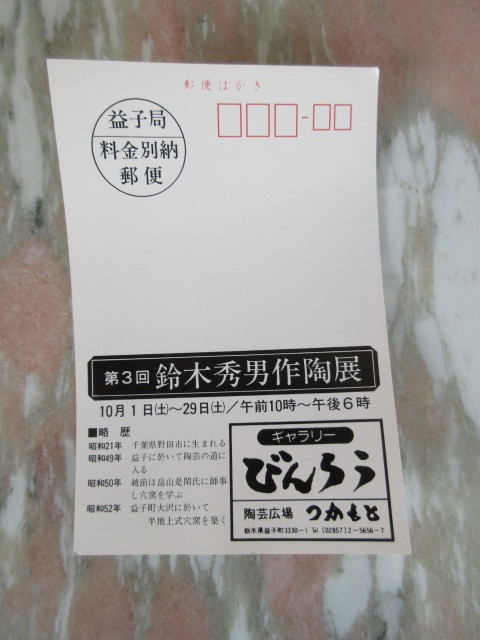 郵便はがき
益子局
料金別納
郵便
第3回 鈴木秀男作陶展
10月1日(土)〜29日(土)/午前10時〜午後6時
■略 歴
昭和21年 千葉県野田市に生まれる
昭和49年 益子に於いて陶芸の道に
入る
昭和50年 越前は畠山是閑氏に師事
し穴窯を学ぶ
昭和52年 益子町大沢に於いて
半地上式穴窯を築く
ギャラリー
びんろう
陶芸広場 つかもと
栃木県益子町3330-1 Tel (02857)2-5656-7